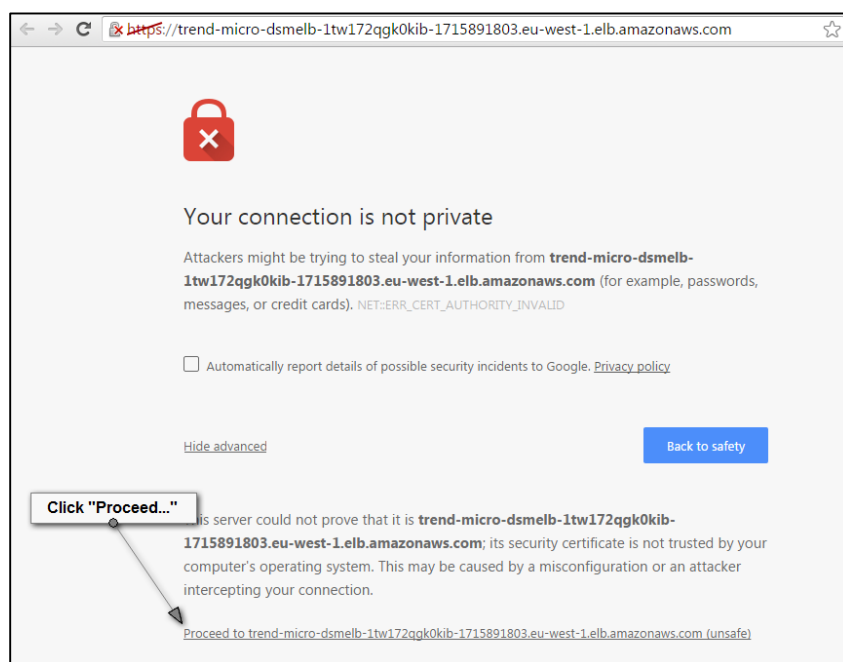 https://trend-micro-dsmelb-1tw172qgk0kib-1715891803.eu-west-1.elb.amazonaws.com
Your connection is not private
Attackers might be trying to steal your information from trend-micro-dsmelb-
1tw172qgk0kib-1715891803.eu-west-1.elb.amazonaws.com (for example, passwords,
messages, or credit cards). NET::ERR_CERT_AUTHORITY_INVALID
Automatically report details of possible security incidents to Google. Privacy policy
Hide advanced
Back to safety
Click "Proceed..."
is server could not prove that it is trend-micro-dsmelb-1tw172qgk0kib-
1715891803.eu-west-1.elb.amazonaws.com; its security certificate is not trusted by your
computer's operating system. This may be caused by a misconfiguration or an attacker
intercepting your connection.
Proceed to trend-micro-dsmelb-1tw172qgk0kib-1715891803.eu-west-1.elb.amazonaws.com (unsafe)